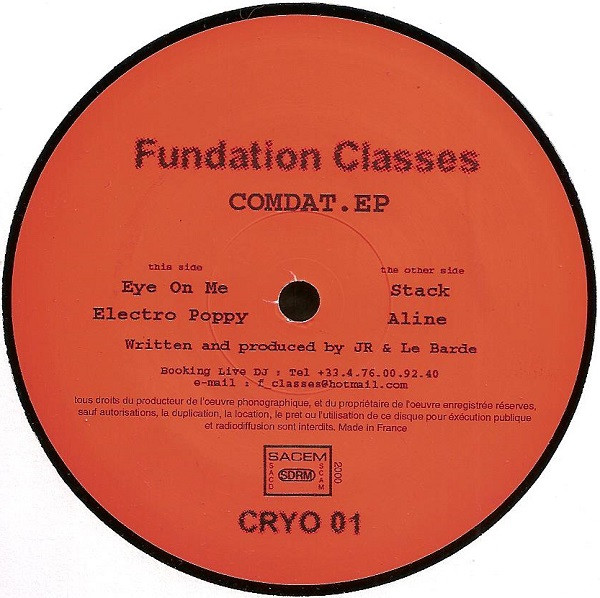 Fundation Classes
COMDAT.EP
this side
Eye On Me
Electro Poppy
the other side
Stack
Aline
Written and produced by JR & Le Barde
Booking Live DJ : Tel +33.4.76.00.92.40
e-mail : f_classes@hotmail.com
tous droits du producteur de l'oeuvre phonographique, et du propriétaire de l'oeuvre enregistrée réserves,
sauf autorisations, la duplication, la location, le pret ou l'utilisation de ce disque pour éxécution publique
et radiodiffusion sont interdits. Made in France
SACEM
SACD
SDRM
SCAM
2000
CRYO 01